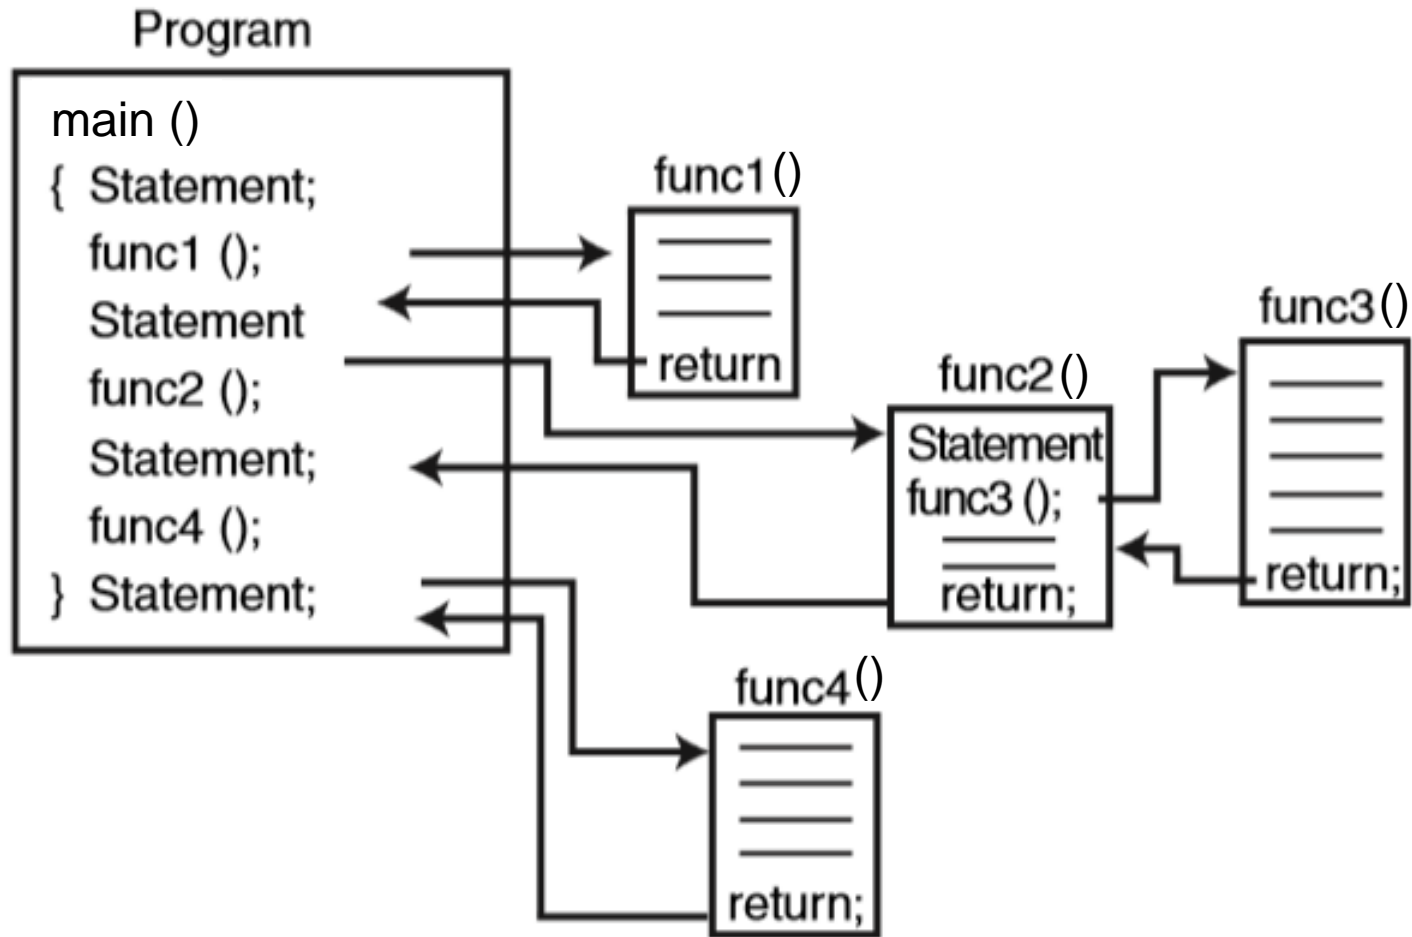 Program
main ()
{ Statement;
func1 ();
Statement
func2 ();
Statement;
func4 ();
} Statement;
func1()
return
func2()
Statement
func3 ();
return;
func3()
return;
func4()
return;